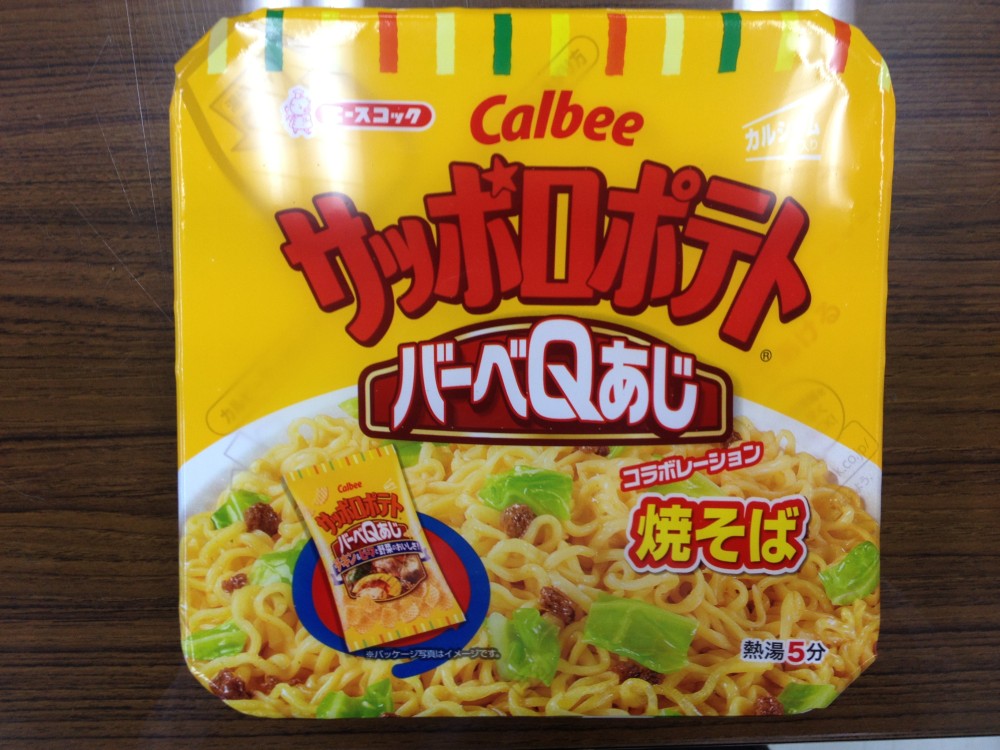 エースコック
Calbee
カルシウム
サッポロポテト
®
バーベQあじ
コラボレーション
焼そば
Calbee
サッポロポテト
バーベQあじ
※パッケージ写真はイメージです。
熱湯5分